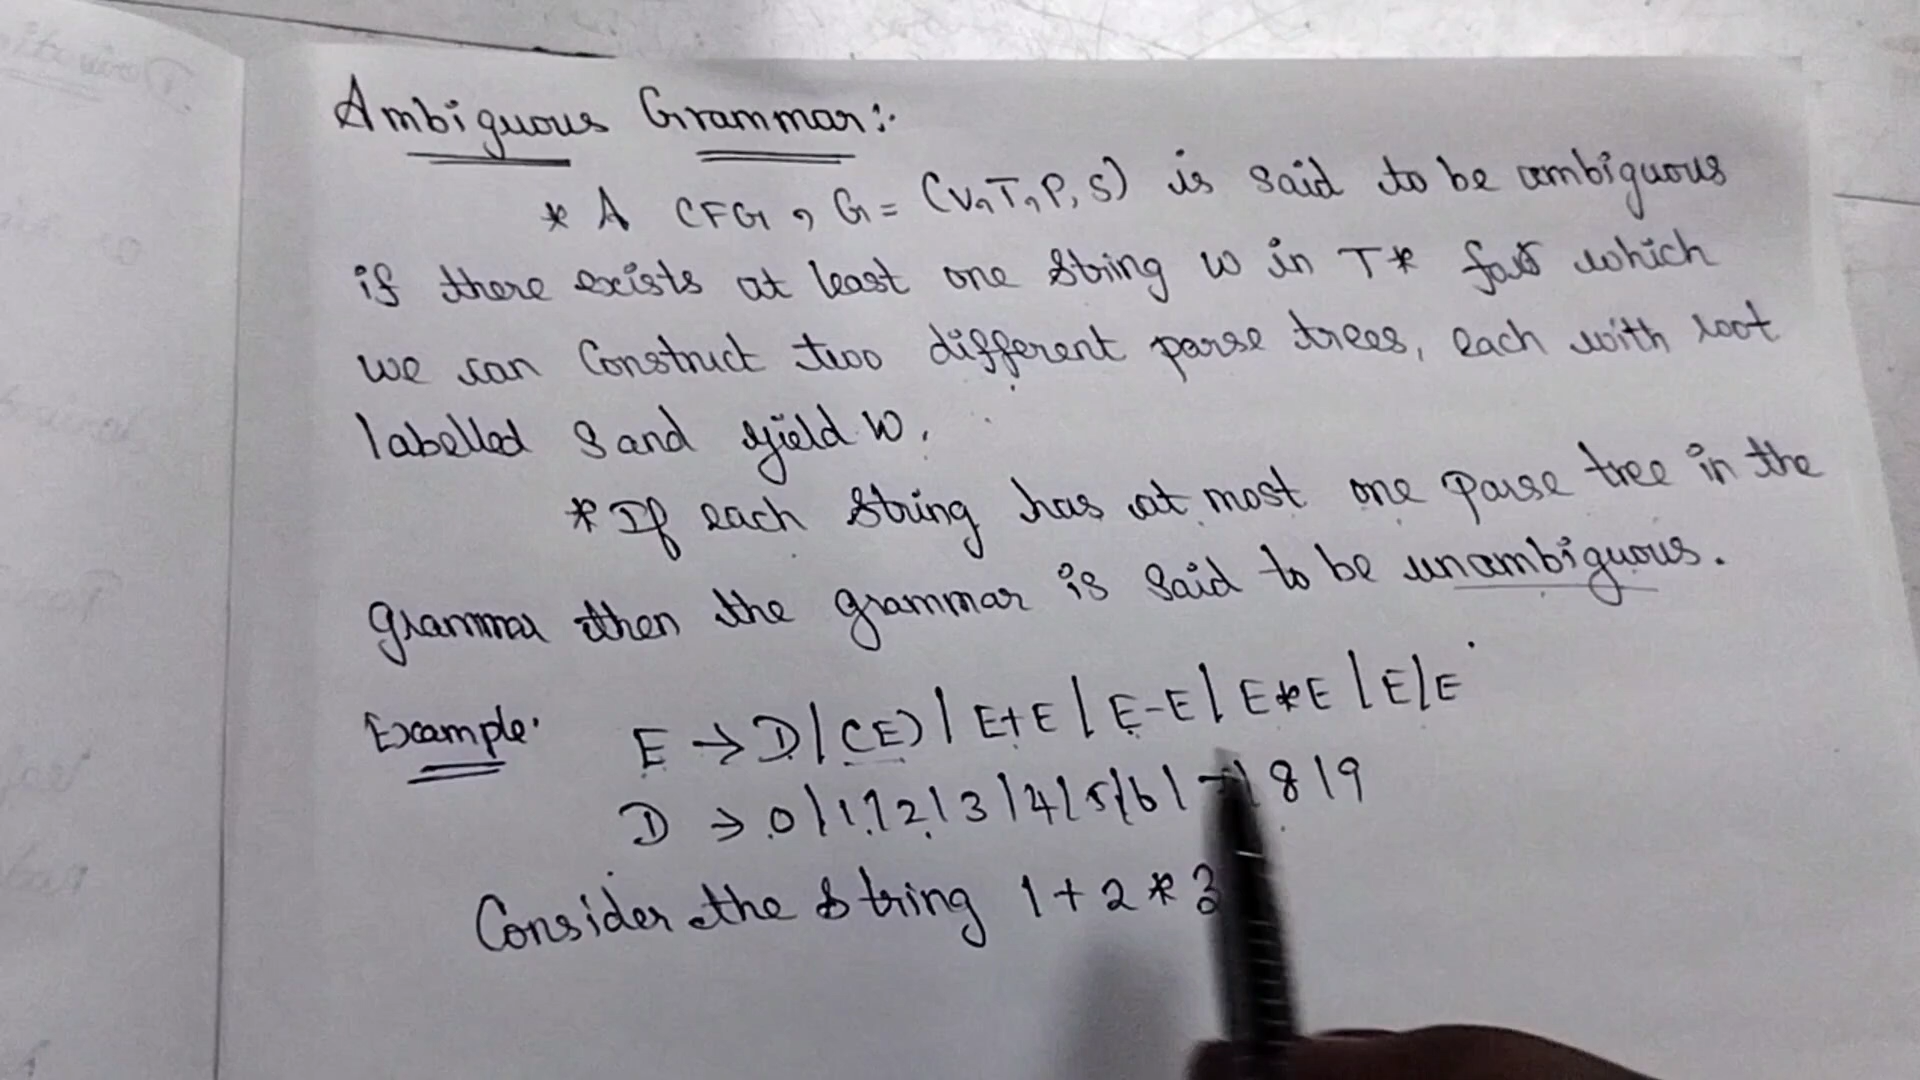 Ambiguous Grammar:-
* A CFG, G = (V, T, P, S) is said to be ambiguous
if there exists at least one string w in T* for which
we can construct two different parse trees, each with root
labelled S and yield w.
* If each string has at most one parse tree in the
grammar then the grammar is said to be unambiguous.
Example: E → D | (E) | E+E | E-E | E*E | E/E
D → 0|1|2|3|4|5|6|7|8|9
Consider the string 1+2*3